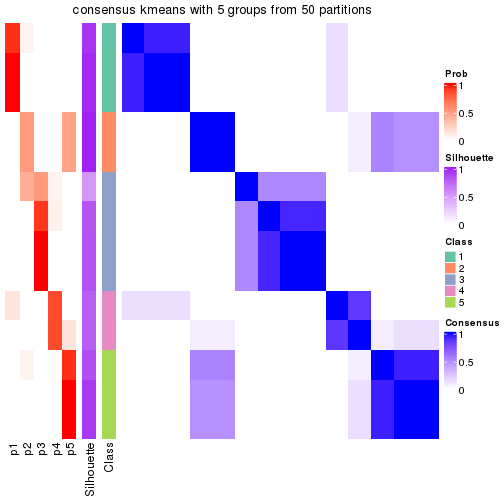 consensus kmeans with 5 groups from 50 partitions
Prob
1
0.5
0
Silhouette
1
0.5
0
Class
1
2
3
4
5
Consensus
1
0.5
0
p1
p2
p3
p4
p5
Silhouette
Class